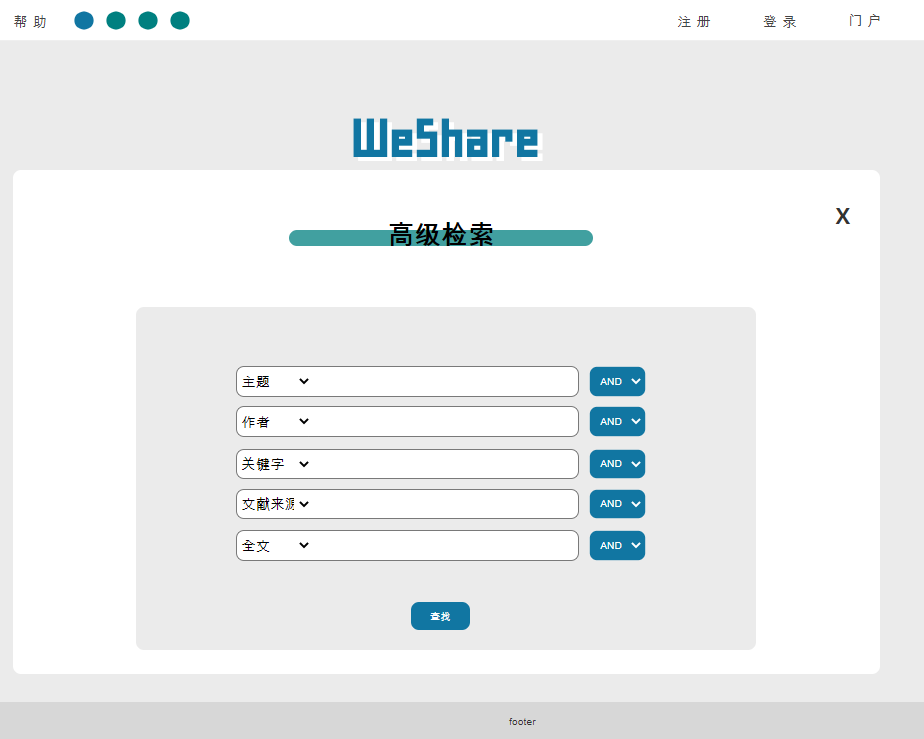 帮助 注册 登录 门户
WeShare
X
高级检索
主题 AND
作者 AND
关键字 AND
文献来源 AND
全文 AND
查找
footer